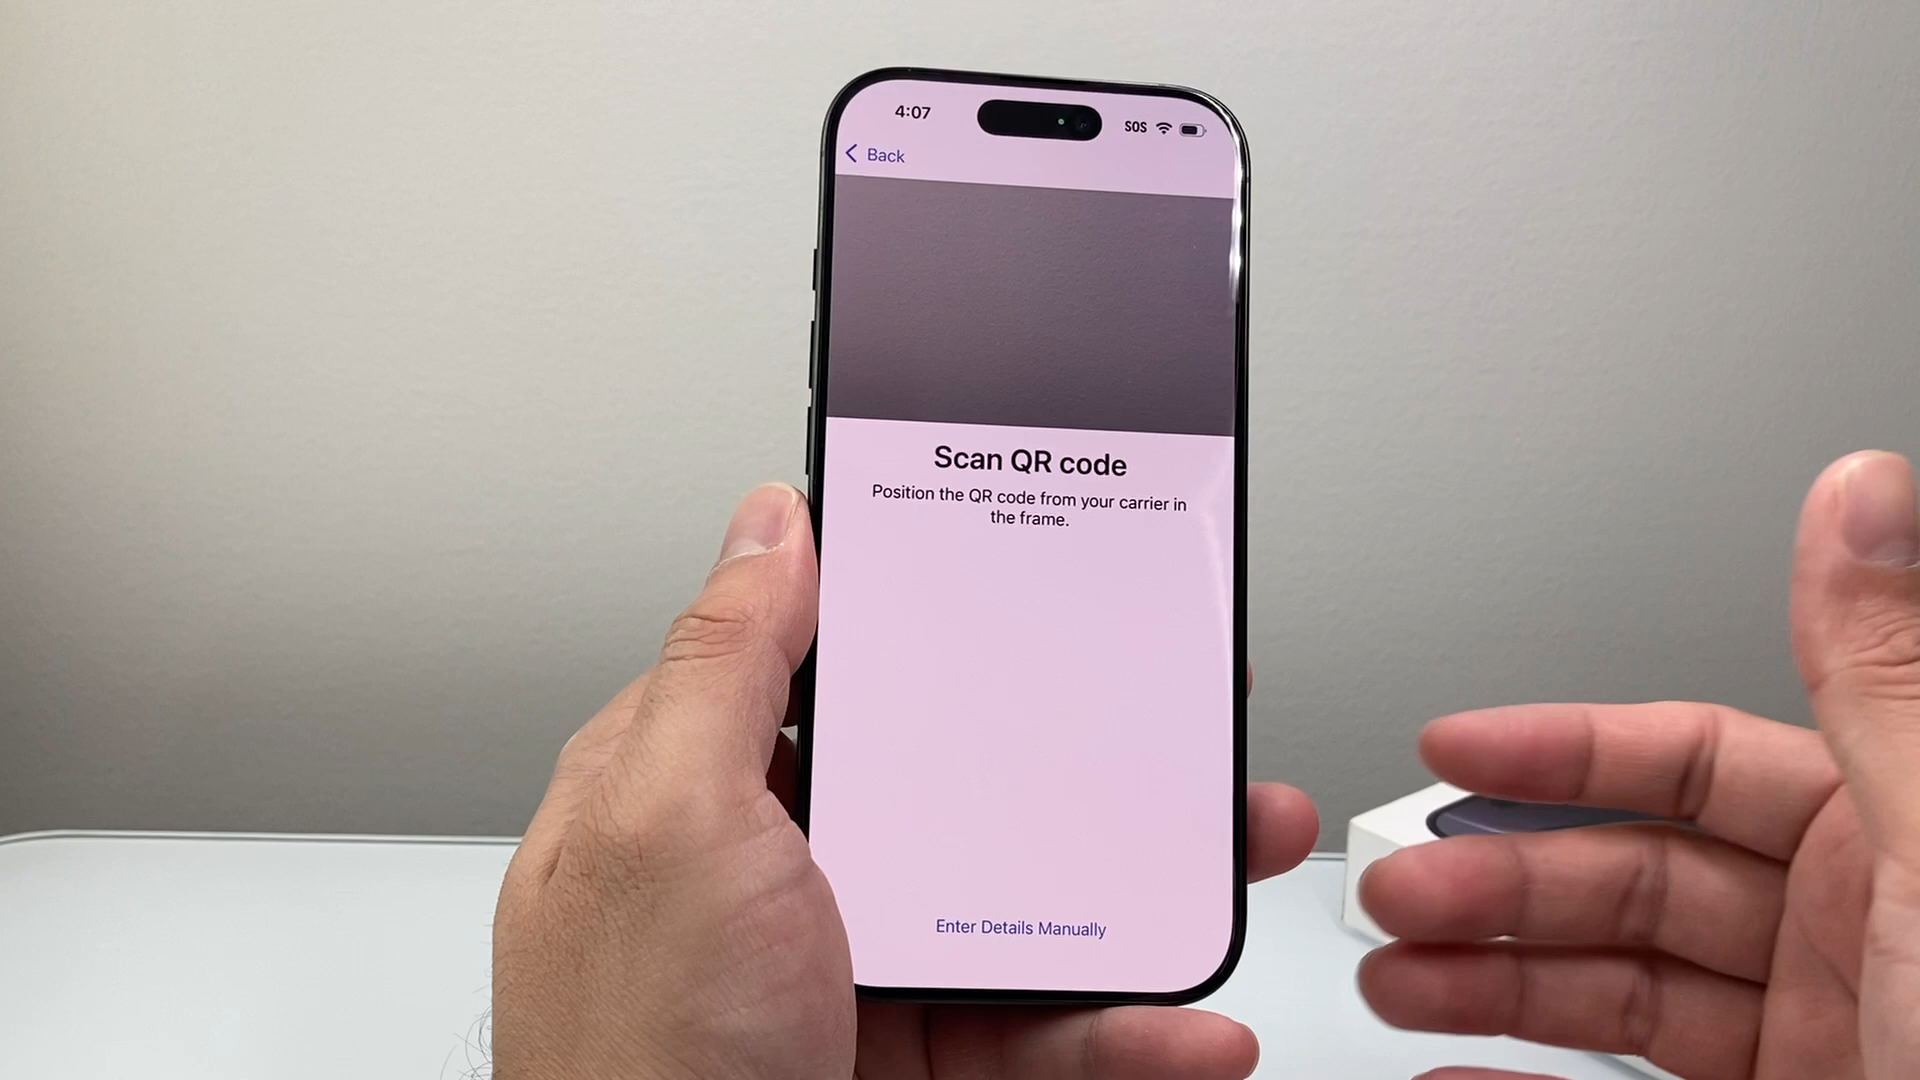 4:07
SOS
Back
Scan QR code
Position the QR code from your carrier in
the frame.
Enter Details Manually